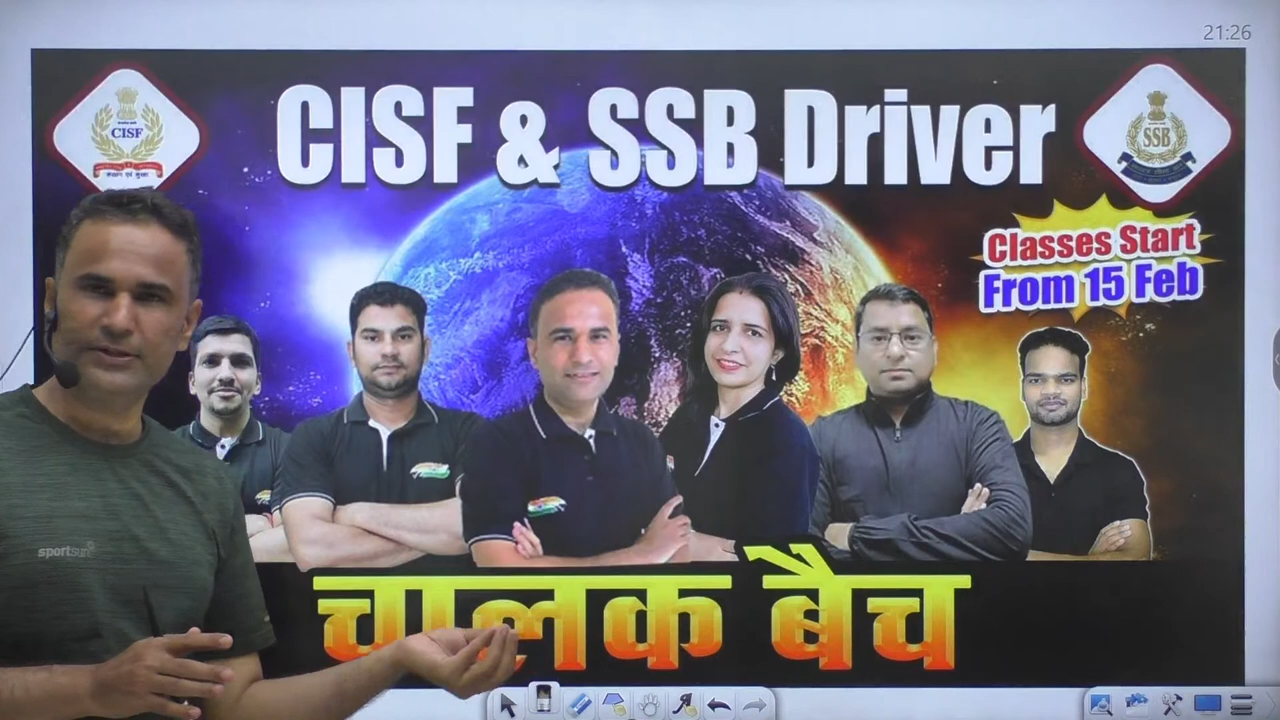 21:26
CISF
CISF & SSB Driver
SSB
Classes Start
From 15 Feb
sportsun
चालक बैच